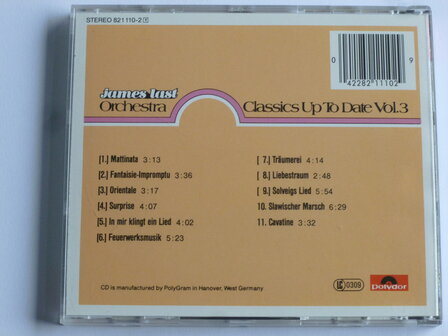 STEREO 821 110-2
0 42282 11102 9
james last
Orchestra
Classics Up To Date Vol.3
[1.] Mattinata 3:13
[2.] Fantaisie-Impromptu 3:36
[3.] Orientale 3:17
[4.] Surprise 4:07
[5.] In mir klingt ein Lied 4:02
[6.] Feuerwerksmusik 5:23
[ 7.] Träumerei 4:14
[ 8.] Liebestraum 2:48
[ 9.] Solveigs Lied 5:54
10. Slawischer Marsch 6:29
11. Cavatine 3:32
CD is manufactured by PolyGram in Hanover, West Germany
LC 0309
Polydor